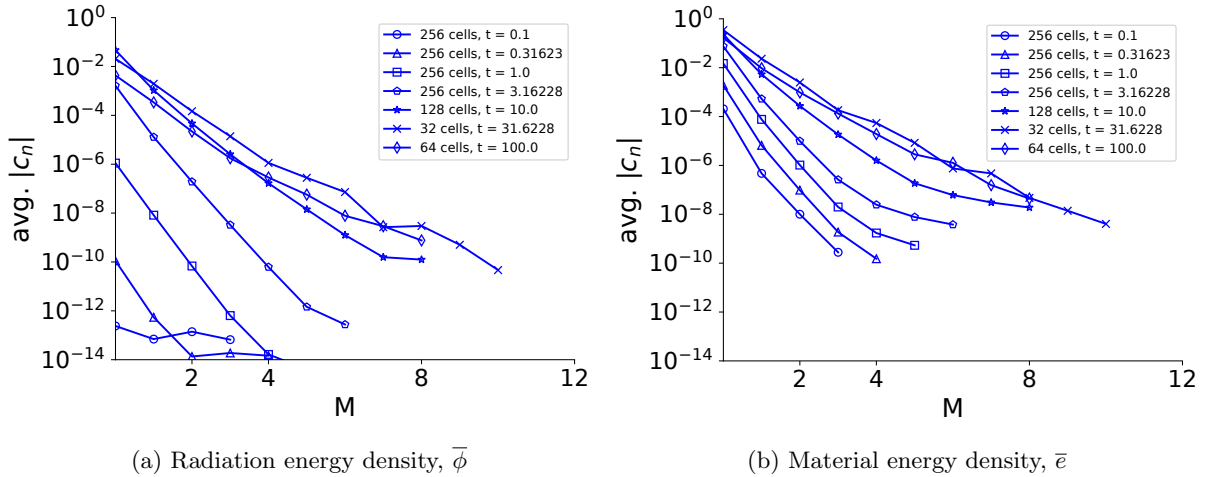 10^0
10^{-2}
10^{-4}
10^{-6}
10^{-8}
10^{-10}
10^{-12}
10^{-14}
avg. |c_n|
2 4 8 12
M
256 cells, t = 0.1
256 cells, t = 0.31623
256 cells, t = 1.0
256 cells, t = 3.16228
128 cells, t = 10.0
32 cells, t = 31.6228
64 cells, t = 100.0
(a) Radiation energy density, \overline{ϕ}
10^0
10^{-2}
10^{-4}
10^{-6}
10^{-8}
10^{-10}
10^{-12}
10^{-14}
avg. |c_n|
2 4 8 12
M
256 cells, t = 0.1
256 cells, t = 0.31623
256 cells, t = 1.0
256 cells, t = 3.16228
128 cells, t = 10.0
32 cells, t = 31.6228
64 cells, t = 100.0
(b) Material energy density, \overline{e}